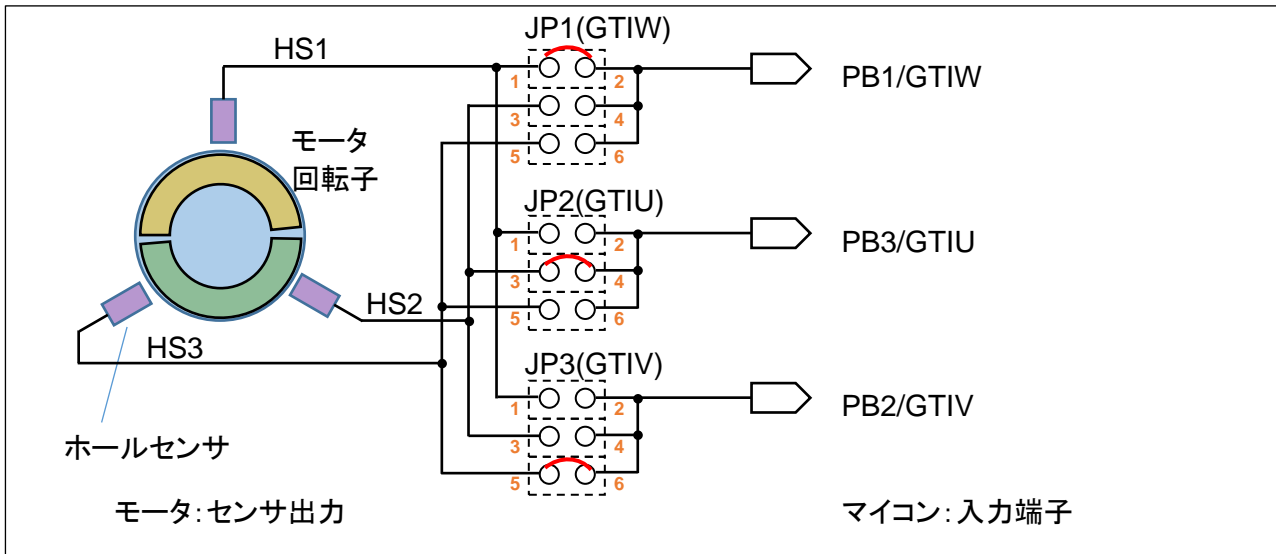 JP1(GTIW)
HS1
1 2
PB1/GTIW
3 4
モータ
回転子
5 6
JP2(GTIU)
1 2
PB3/GTIU
3 4
HS2
5 6
HS3
JP3(GTIV)
1 2
PB2/GTIV
3 4
ホールセンサ
5 6
モータ：センサ出力
マイコン：入力端子